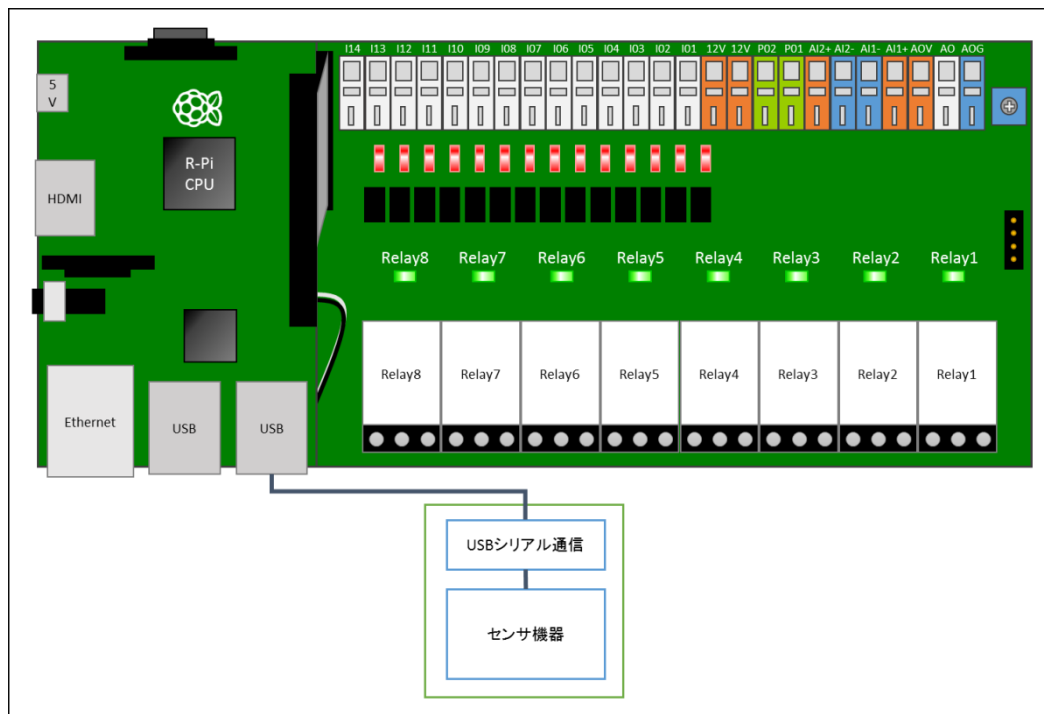 I14 I13 I12 I11 I10 I09 I08 I07 I06 I05 I04 I03 I02 I01 12V 12V P02 P01 AI2+ AI2- AI1- AI1+ AOV AO AOG
5
V
R-Pi
CPU
HDMI
Relay8 Relay7 Relay6 Relay5 Relay4 Relay3 Relay2 Relay1
Relay8 Relay7 Relay6 Relay5 Relay4 Relay3 Relay2 Relay1
Ethernet USB USB
USBシリアル通信
センサ機器